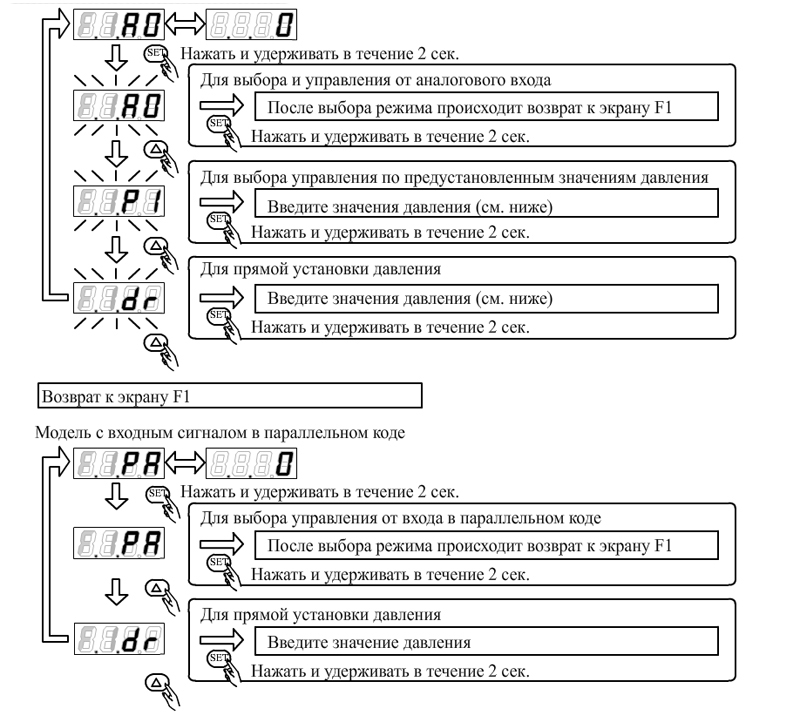 A0 0
SET Нажать и удерживать в течение 2 сек.
Для выбора и управления от аналогового входа
A0 После выбора режима происходит возврат к экрану F1
SET Нажать и удерживать в течение 2 сек.
Для выбора управления по предустановленным значениям давления
P1 Введите значения давления (см. ниже)
SET Нажать и удерживать в течение 2 сек.
Для прямой установки давления
dr Введите значения давления (см. ниже)
SET Нажать и удерживать в течение 2 сек.
Возврат к экрану F1
Модель с входным сигналом в параллельном коде
PA 0
SET Нажать и удерживать в течение 2 сек.
Для выбора управления от входа в параллельном коде
PA После выбора режима происходит возврат к экрану F1
SET Нажать и удерживать в течение 2 сек.
Для прямой установки давления
dr Введите значение давления
SET Нажать и удерживать в течение 2 сек.